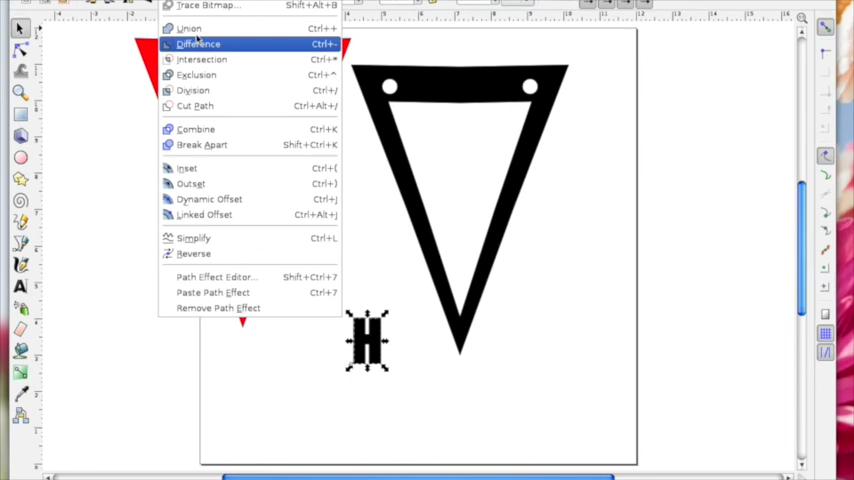 Trace Bitmap... Shift+Alt+B
Union Ctrl++
Difference Ctrl+-
Intersection Ctrl+*
Exclusion Ctrl+^
Division Ctrl+/
Cut Path Ctrl+Alt+/
Combine Ctrl+K
Break Apart Shift+Ctrl+K
Inset Ctrl+(
Outset Ctrl+)
Dynamic Offset Ctrl+J
Linked Offset Ctrl+Alt+J
Simplify Ctrl+L
Reverse
Path Effect Editor... Shift+Ctrl+7
Paste Path Effect Ctrl+7
Remove Path Effect
H
A